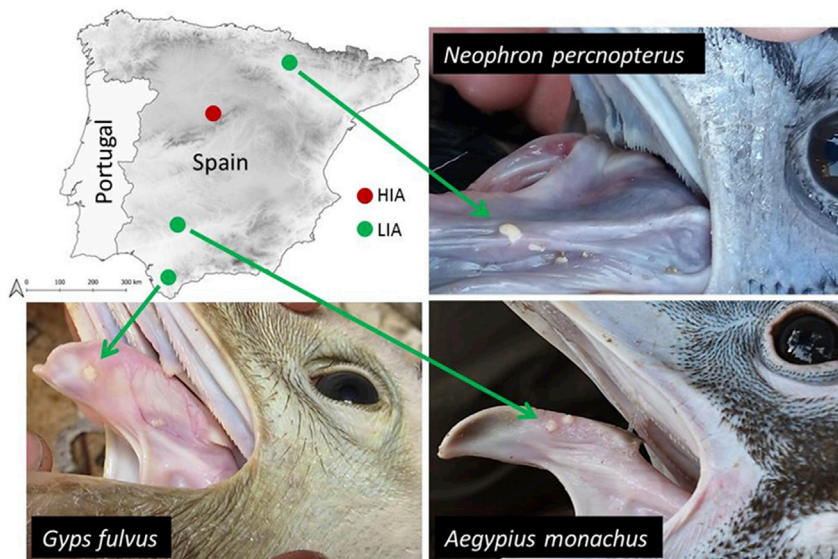 Neophron percnopterus
Portugal
Spain
HIA
LIA
0 100 200 300 km
Gyps fulvus
Aegypius monachus